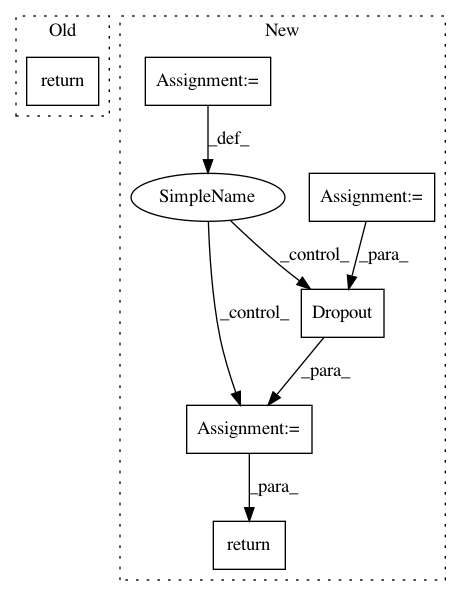 Old
New
return
Assignment:=
_def_
SimpleName
Assignment:=
_control_
_para_
_control_
Dropout
_para_
Assignment:=
_para_
return